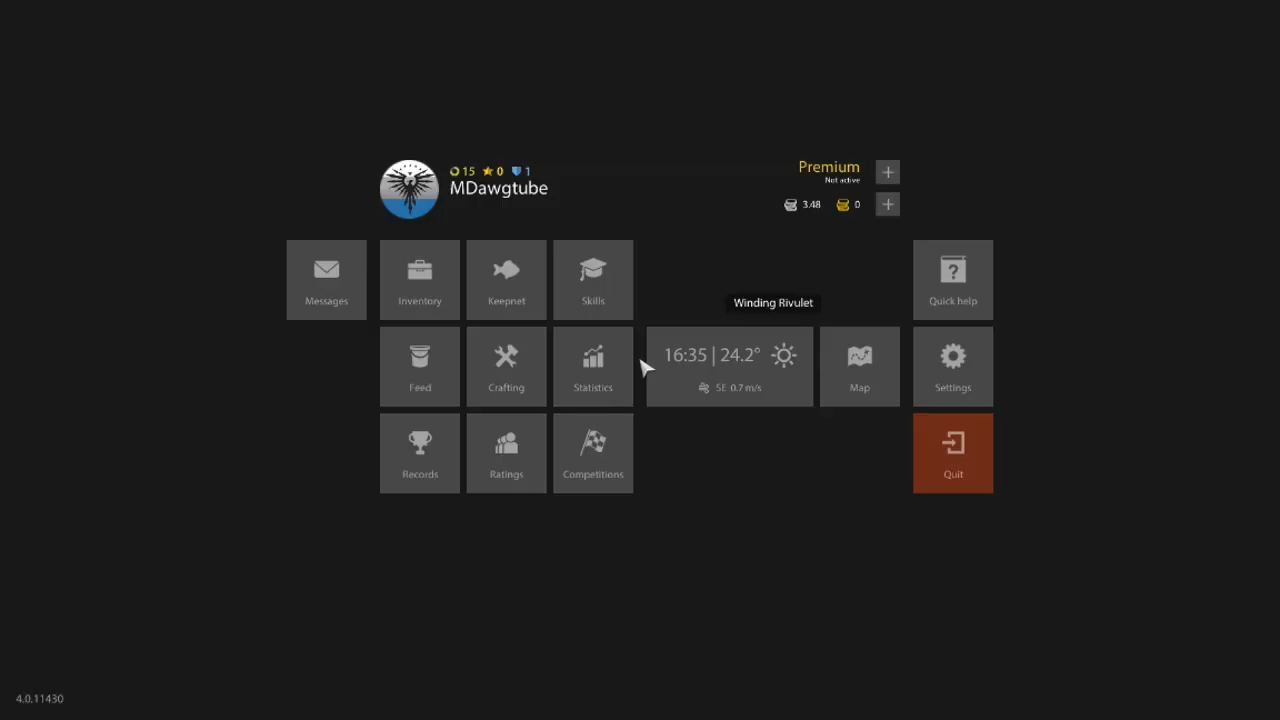 15 0 1
MDawgtube
Premium
Not active
3.48 0
Messages
Inventory
Keepnet
Skills
Quick help
Winding Rivulet
Feed
Crafting
Statistics
16:35 | 24.2°
SE 0.7 m/s
Map
Settings
Records
Ratings
Competitions
Quit
4.0.11430